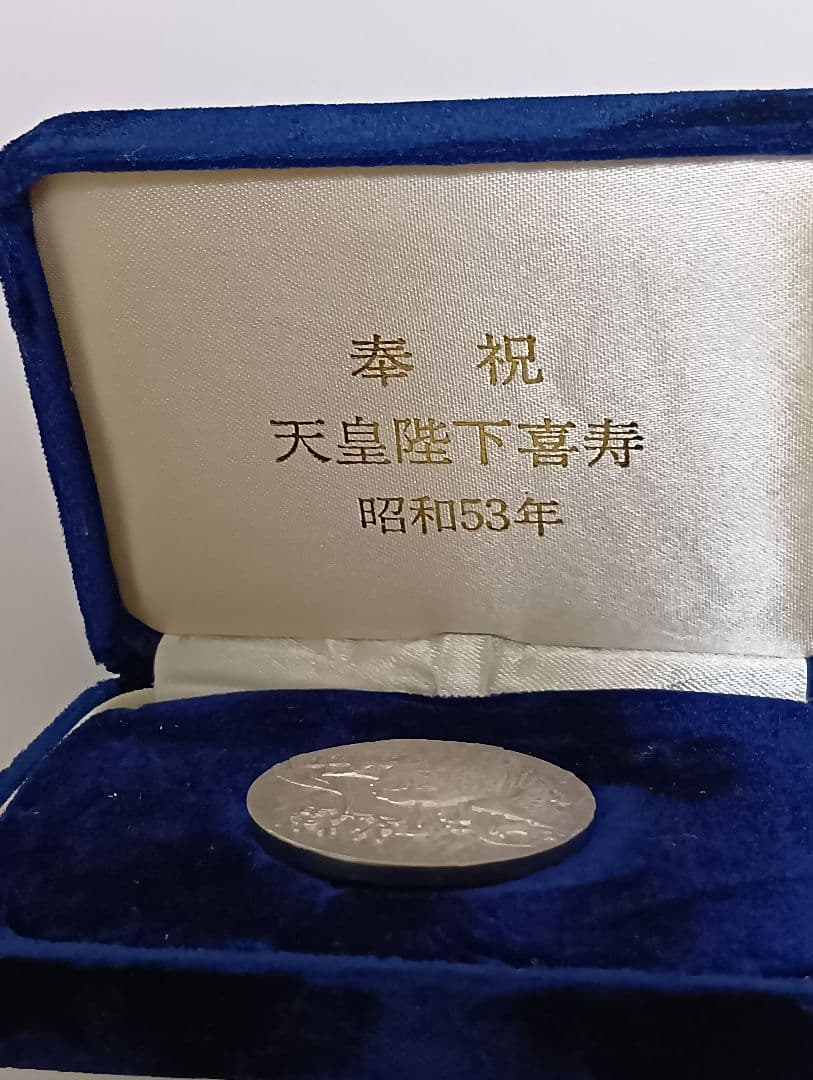 奉 祝
天皇陛下喜寿
昭和53年